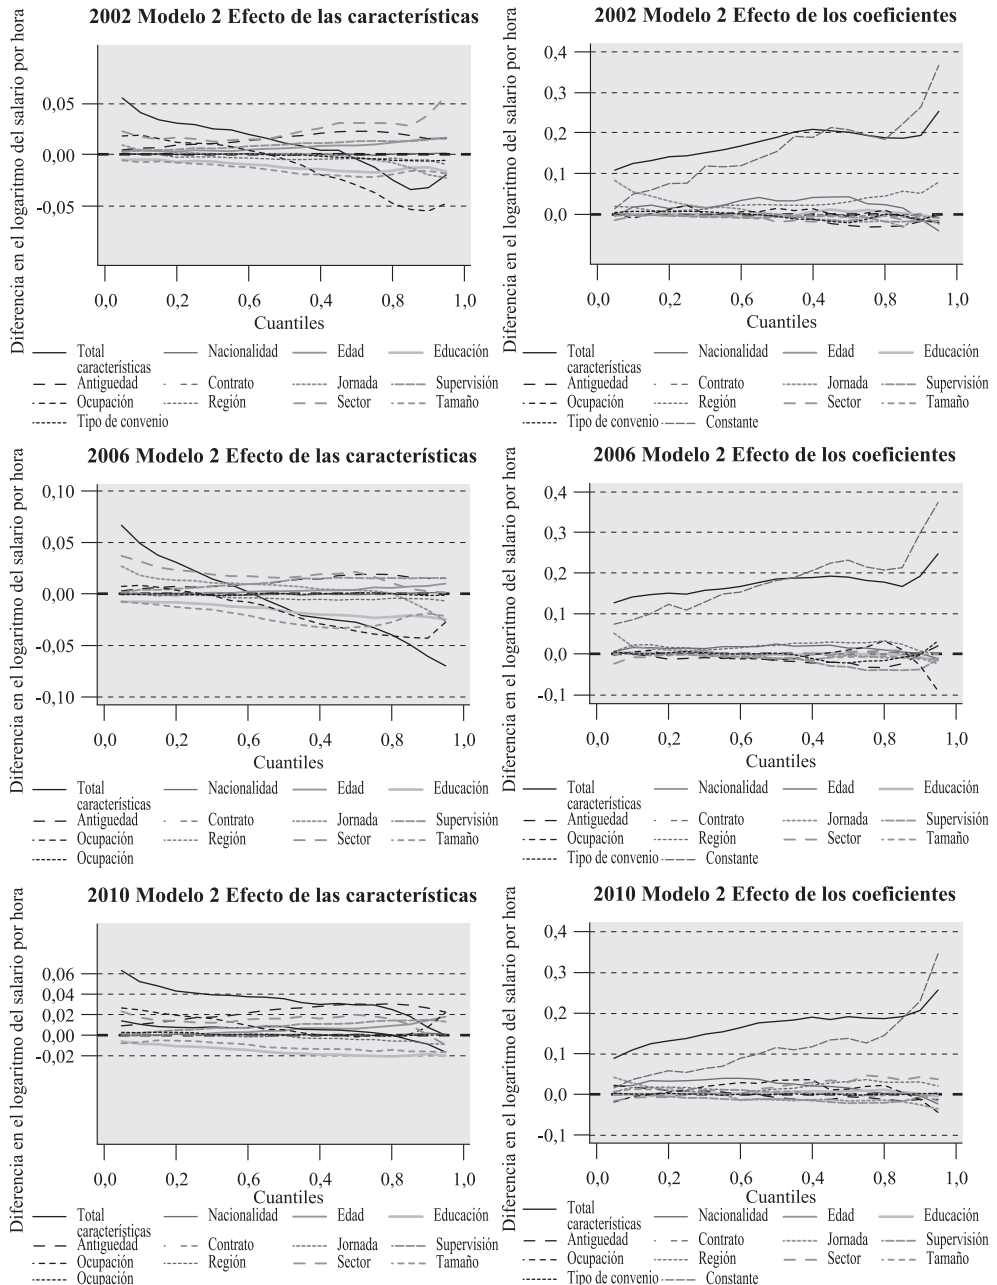 2002 Modelo 2 Efecto de las características
Diferencia en el logaritmo del salario por hora
0,05
0,00
-0,05
0,0 0,2 0,6 0,4 0,8 1,0
Cuantiles
Total características Nacionalidad Edad Educación
Antiguedad Contrato Jornada Supervisión
Ocupación Región Sector Tamaño
Tipo de convenio
2002 Modelo 2 Efecto de los coeficientes
Diferencia en el logaritmo del salario por hora
0,4
0,3
0,2
0,1
0,0
0,0 0,2 0,6 0,4 0,8 1,0
Cuantiles
Total características Nacionalidad Edad Educación
Antiguedad Contrato Jornada Supervisión
Ocupación Región Sector Tamaño
Tipo de convenio Constante
2006 Modelo 2 Efecto de las características
Diferencia en el logaritmo del salario por hora
0,10
0,05
0,00
-0,05
-0,10
0,0 0,2 0,6 0,4 0,8 1,0
Cuantiles
Total características Nacionalidad Edad Educación
Antiguedad Contrato Jornada Supervisión
Ocupación Región Sector Tamaño
Ocupación
2006 Modelo 2 Efecto de los coeficientes
Diferencia en el logaritmo del salario por hora
0,4
0,3
0,2
0,1
0,0
-0,1
0,0 0,2 0,6 0,4 0,8 1,0
Cuantiles
Total características Nacionalidad Edad Educación
Antiguedad Contrato Jornada Supervisión
Ocupación Región Sector Tamaño
Tipo de convenio Constante
2010 Modelo 2 Efecto de las características
Diferencia en el logaritmo del salario por hora
0,06
0,04
0,02
0,00
-0,02
0,0 0,2 0,6 0,4 0,8 1,0
Cuantiles
Total características Nacionalidad Edad Educación
Antiguedad Contrato Jornada Supervisión
Ocupación Región Sector Tamaño
Ocupación
2010 Modelo 2 Efecto de los coeficientes
Diferencia en el logaritmo del salario por hora
0,4
0,3
0,2
0,1
0,0
-0,1
0,0 0,2 0,6 0,4 0,8 1,0
Cuantiles
Total características Nacionalidad Edad Educación
Antiguedad Contrato Jornada Supervisión
Ocupación Región Sector Tamaño
Tipo de convenio Constante